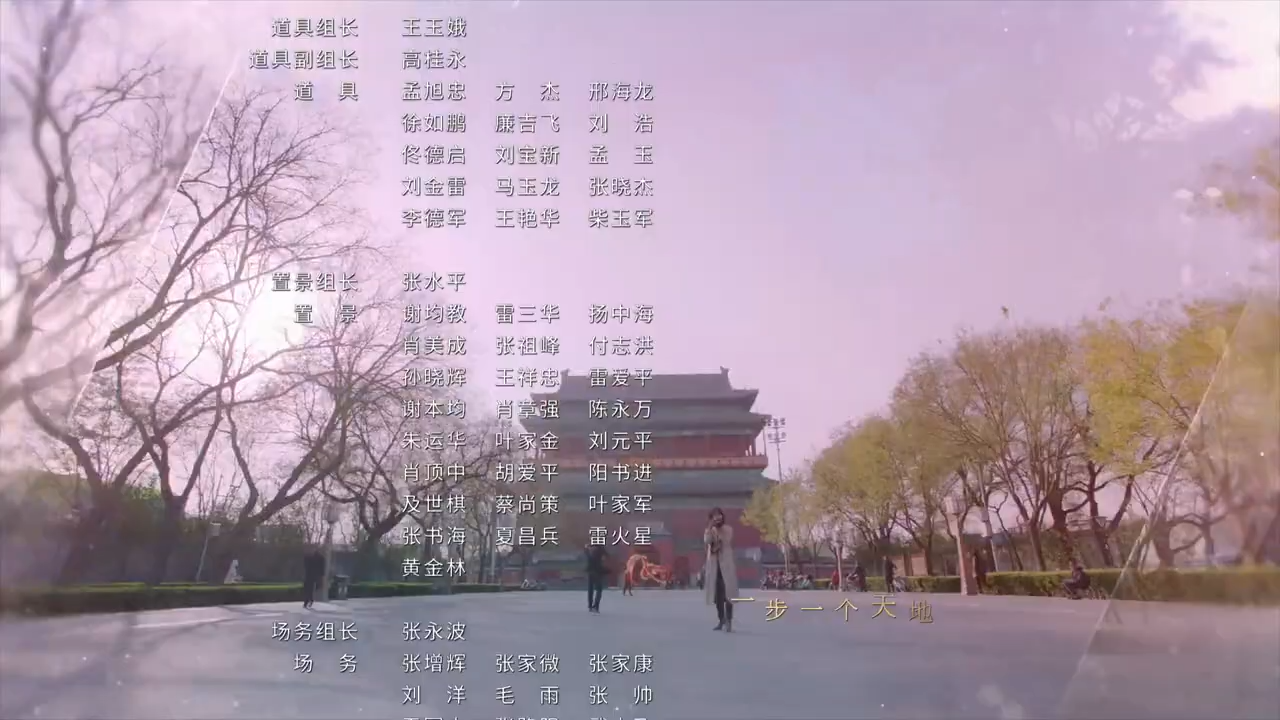 道具组长 王玉娥
道具副组长 高桂永
道 具 孟旭忠 方 杰 邢海龙
徐如鹏 廉吉飞 刘 浩
佟德启 刘宝新 孟 玉
刘金雷 马玉龙 张晓杰
李德军 王艳华 柴玉军
置景组长 张水平
置 景 谢均教 雷三华 扬中海
肖美成 张祖峰 付志洪
孙晓辉 王祥忠 雷爱平
谢本均 肖章强 陈永万
朱运华 叶家金 刘元平
肖顶中 胡爱平 阳书进
及世棋 蔡尚策 叶家军
张书海 夏昌兵 雷火星
黄金林
一步一个天地
场务组长 张永波
场 务 张增辉 张家微 张家康
刘 洋 毛 雨 张 帅